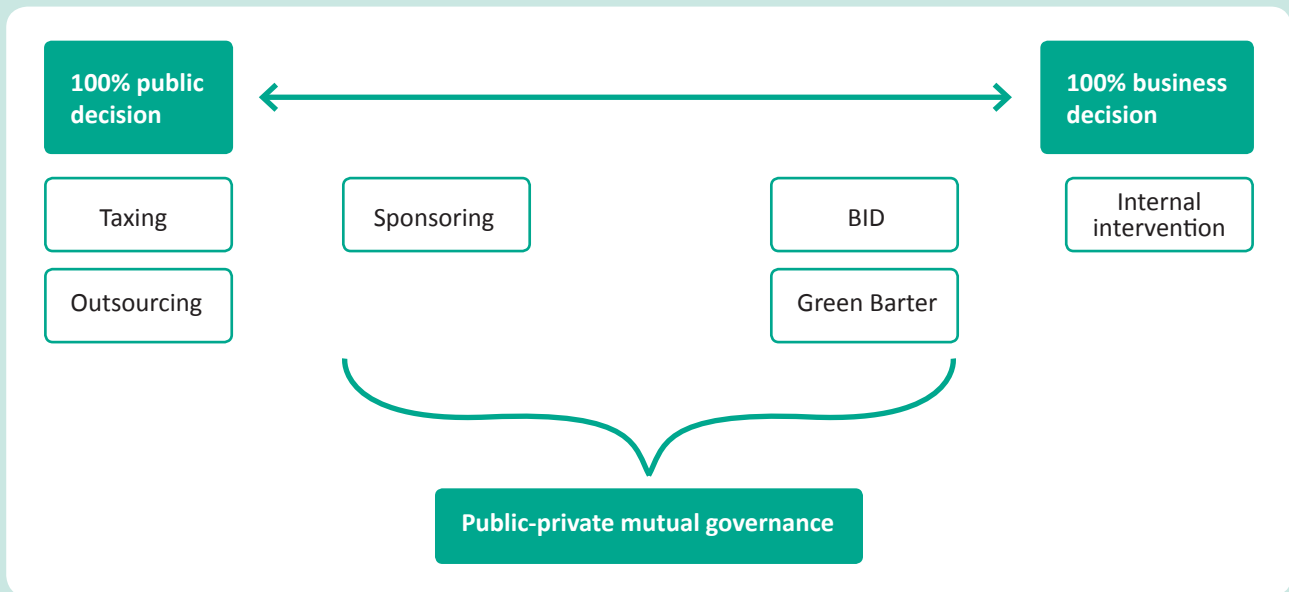 100% public
decision
100% business
decision
Taxing
Sponsoring
BID
Internal
intervention
Outsourcing
Green Barter
Public-private mutual governance